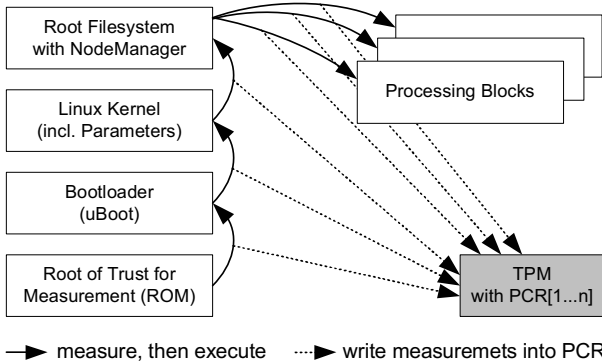 Root Filesystem
with NodeManager
Processing Blocks
Linux Kernel
(incl. Parameters)
Bootloader
(uBoot)
Root of Trust for
Measurement (ROM)
TPM
with PCR[1...n]
measure, then execute
write measuremets into PCR